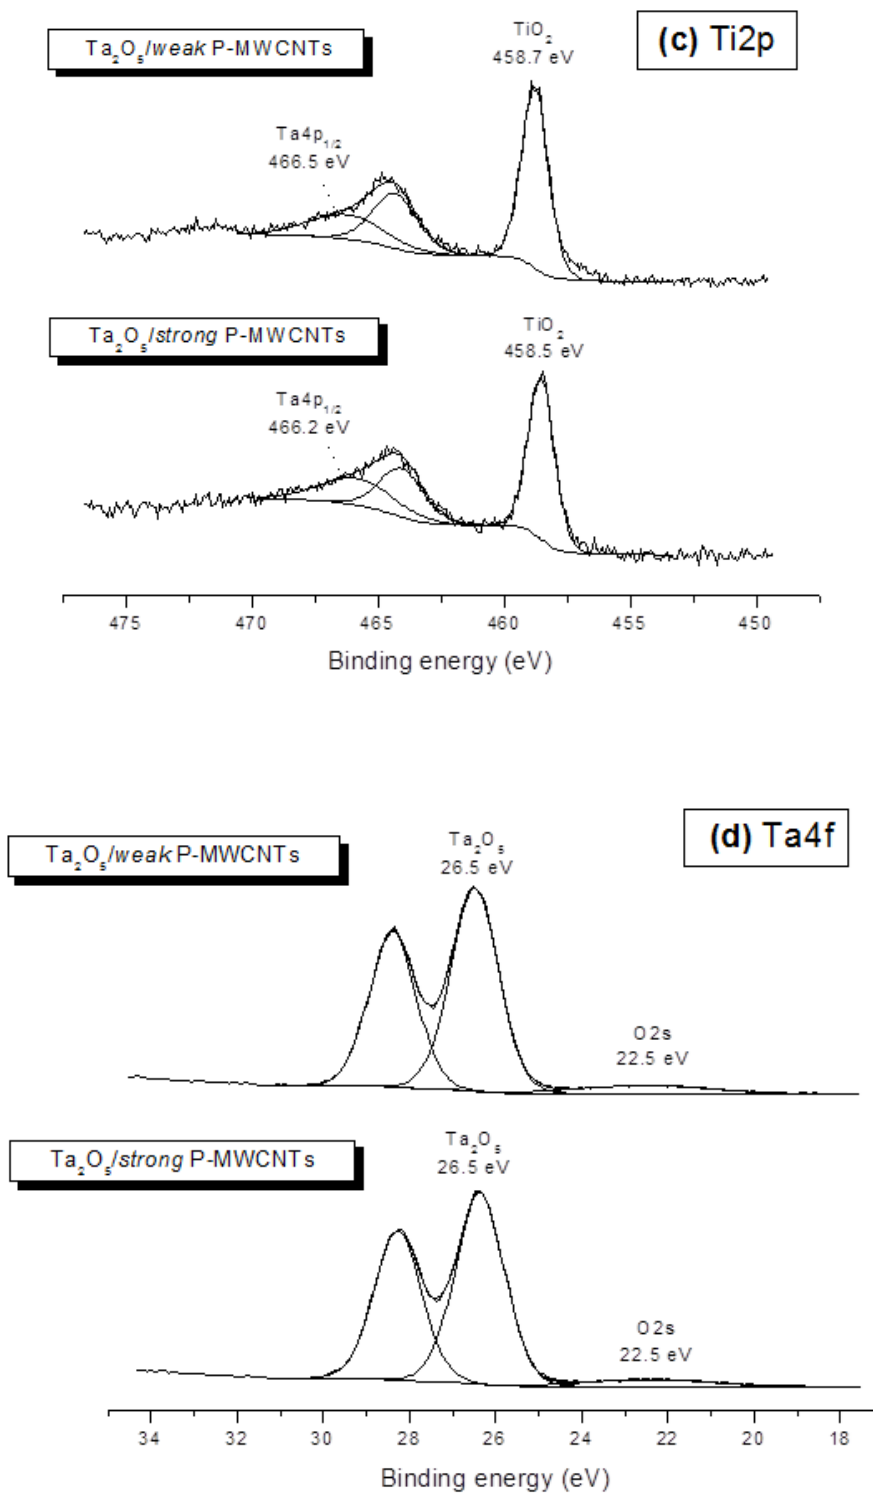 Ta₂O₅/weak P-MWCNTs
TiO₂
458.7 eV
(c) Ti2p
Ta4p₁/₂
466.5 eV
Ta₂O₅/strong P-MWCNTs
TiO₂
458.5 eV
Ta4p₁/₂
466.2 eV
475 470 465 460 455 450
Binding energy (eV)
(d) Ta4f
Ta₂O₅/weak P-MWCNTs
Ta₂O₅
26.5 eV
O2s
22.5 eV
Ta₂O₅/strong P-MWCNTs
Ta₂O₅
26.5 eV
O2s
22.5 eV
34 32 30 28 26 24 22 20 18
Binding energy (eV)